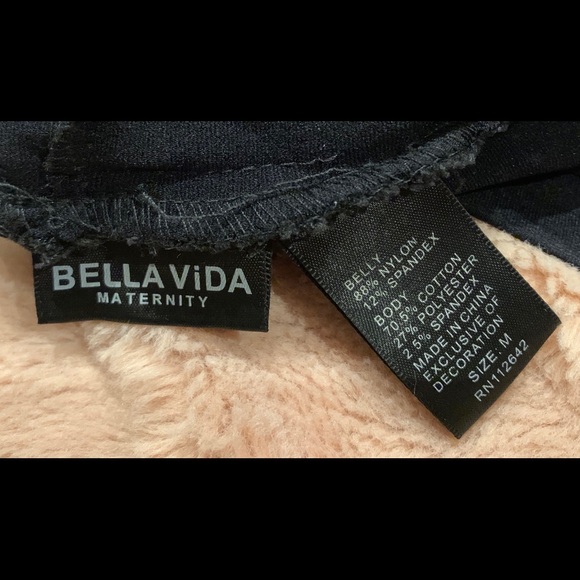 BELLA ViDA
MATERNITY
BELLY
88% NYLON
12% SPANDEX
BODY
70.5% COTTON
27% POLYESTER
2.5% SPANDEX
MADE IN CHINA
EXCLUSIVE OF
DECORATION
SIZE: M
RN112642